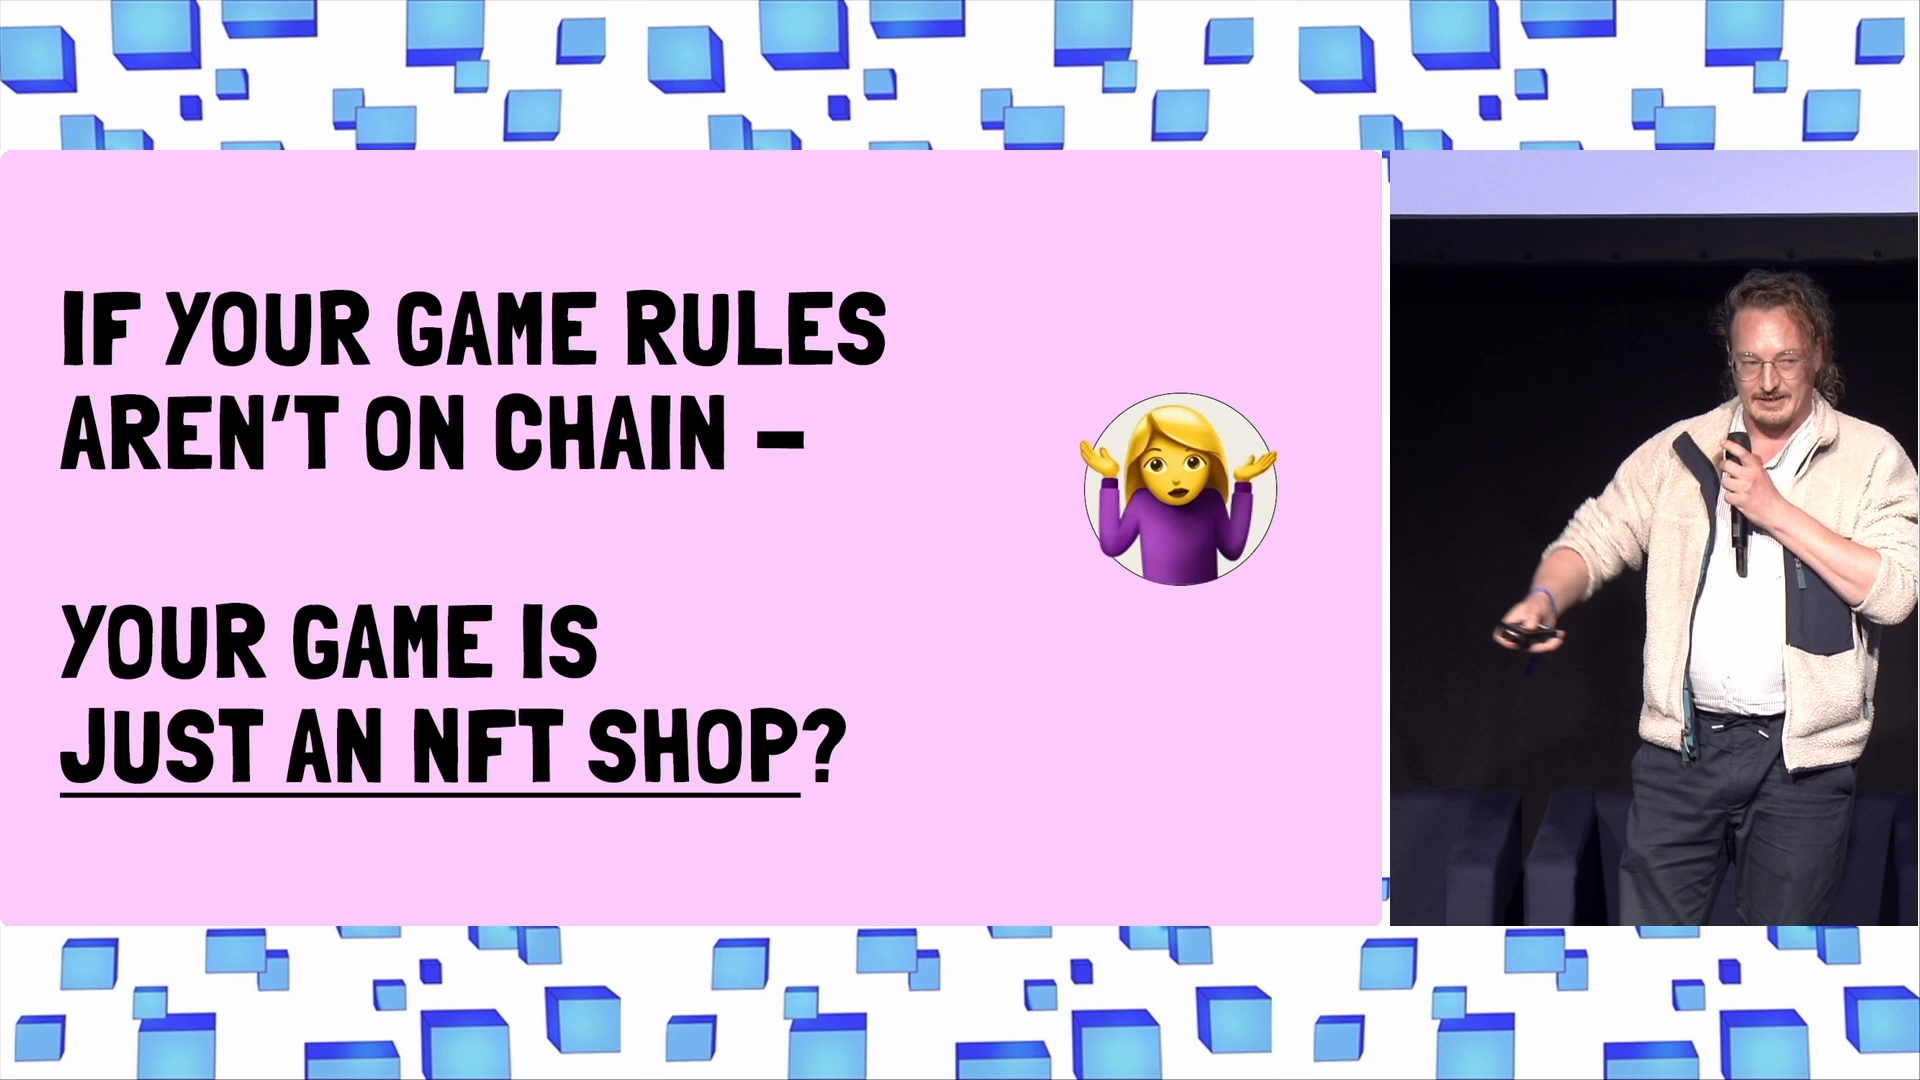 IF YOUR GAME RULES
AREN'T ON CHAIN –
YOUR GAME IS
JUST AN NFT SHOP?